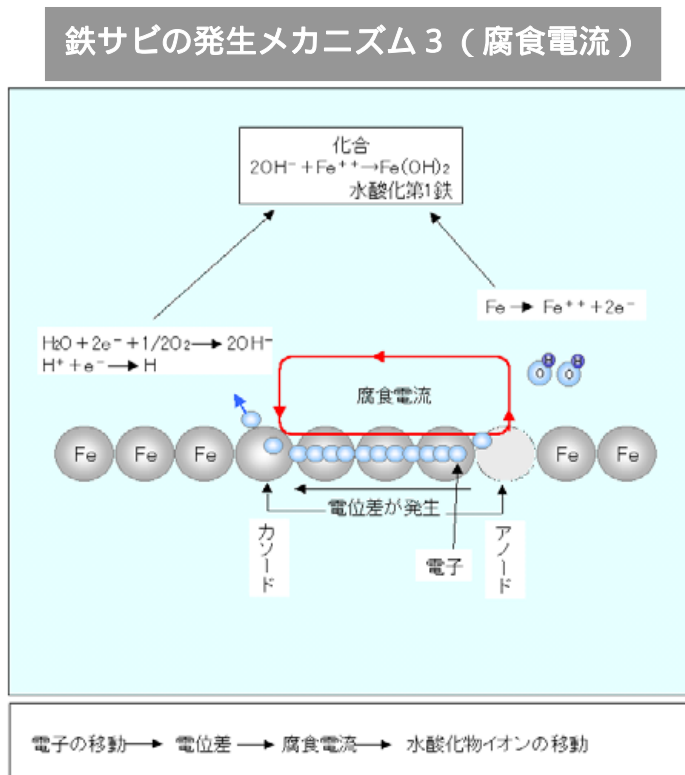 鉄サビの発生メカニズム3(腐食電流)
化合
2OH⁻+Fe⁺⁺→Fe(OH)₂
水酸化第1鉄
Fe→Fe⁺⁺+2e⁻
H₂O+2e⁻+1/2O₂→2OH⁻
H⁺+e⁻→H
H
H
O
O
腐食電流
Fe
Fe
Fe
Fe
Fe
電位差が発生
カソード
電子
アノード
電子の移動→ 電位差→腐食電流→ 水酸化物イオンの移動